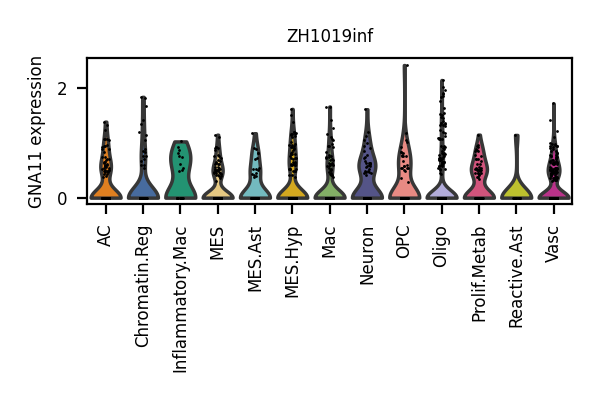 ZH1019inf
GNA11 expression
2
0
AC
Chromatin.Reg
Inflammatory.Mac
MES
MES.Ast
MES.Hyp
Mac
Neuron
OPC
Oligo
Prolif.Metab
Reactive.Ast
Vasc